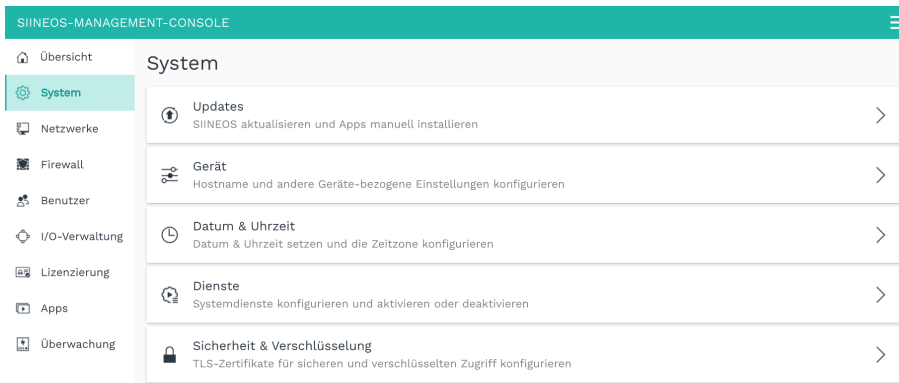 SIINEOS-MANAGEMENT-CONSOLE
Übersicht
System
Netzwerke
Firewall
Benutzer
I/O-Verwaltung
Lizenzierung
Apps
Überwachung
System
Updates
SIINEOS aktualisieren und Apps manuell installieren
Gerät
Hostname und andere Geräte-bezogene Einstellungen konfigurieren
Datum & Uhrzeit
Datum & Uhrzeit setzen und die Zeitzone konfigurieren
Dienste
Systemdienste konfigurieren und aktivieren oder deaktivieren
Sicherheit & Verschlüsselung
TLS-Zertifikate für sicheren und verschlüsselten Zugriff konfigurieren